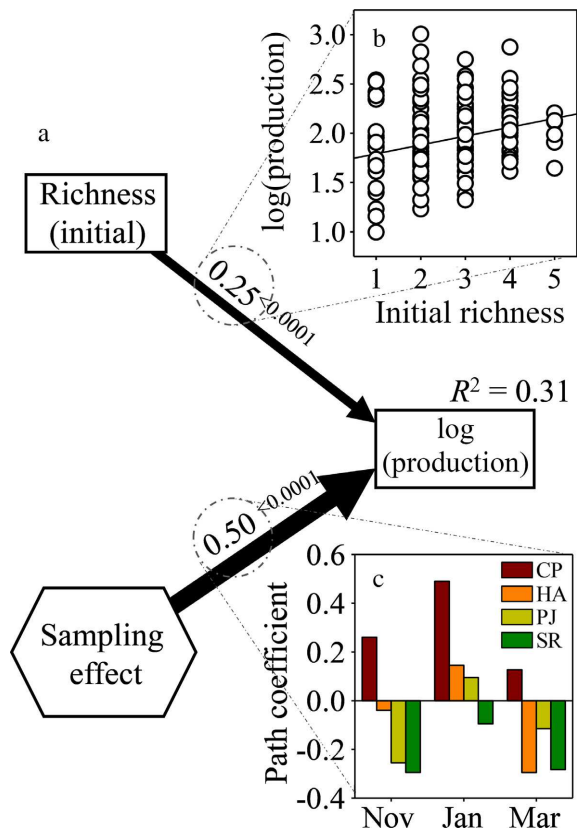 a
Richness
(initial)
0.25<0.0001
b
log(production)
3.0
2.5
2.0
1.5
1.0
1 2 3 4 5
Initial richness
R² = 0.31
log
(production)
0.50<0.0001
Sampling
effect
c
Path coefficient
0.6
0.4
0.2
0.0
-0.2
-0.4
CP
HA
PJ
SR
Nov Jan Mar